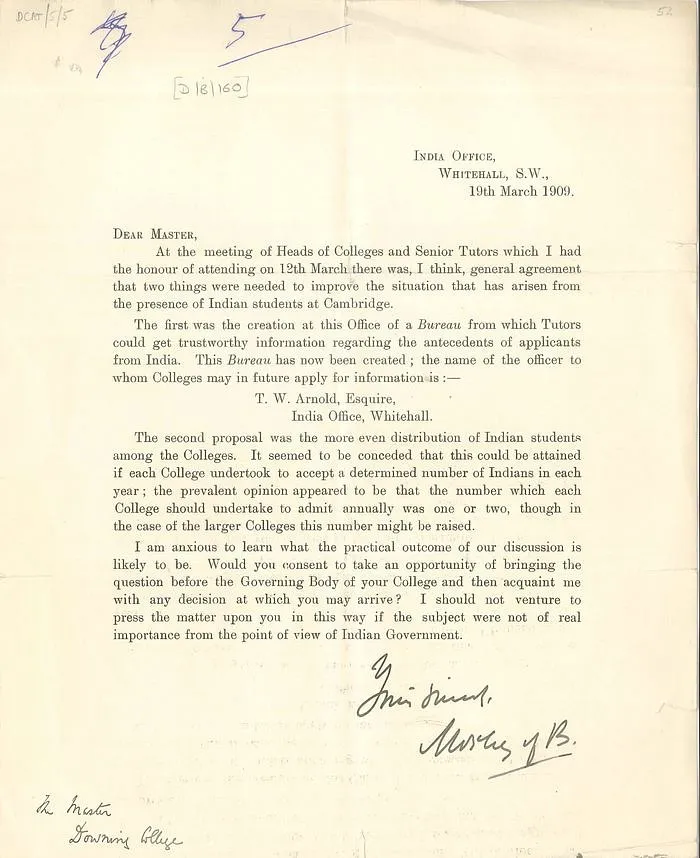 DCAT/5/5
5
52
[D/B/160]
India Office,
Whitehall, S.W.,
19th March 1909.
Dear Master,
At the meeting of Heads of Colleges and Senior Tutors which I had
the honour of attending on 12th March there was, I think, general agreement
that two things were needed to improve the situation that has arisen from
the presence of Indian students at Cambridge.
The first was the creation at this Office of a Bureau from which Tutors
could get trustworthy information regarding the antecedents of applicants
from India. This Bureau has now been created ; the name of the officer to
whom Colleges may in future apply for information is :—
T. W. Arnold, Esquire,
India Office, Whitehall.
The second proposal was the more even distribution of Indian students
among the Colleges. It seemed to be conceded that this could be attained
if each College undertook to accept a determined number of Indians in each
year ; the prevalent opinion appeared to be that the number which each
College should undertake to admit annually was one or two, though in
the case of the larger Colleges this number might be raised.
I am anxious to learn what the practical outcome of our discussion is
likely to be. Would you consent to take an opportunity of bringing the
question before the Governing Body of your College and then acquaint me
with any decision at which you may arrive? I should not venture to
press the matter upon you in this way if the subject were not of real
importance from the point of view of Indian Government.
Yours
Morley of B.
The Master
Downing College